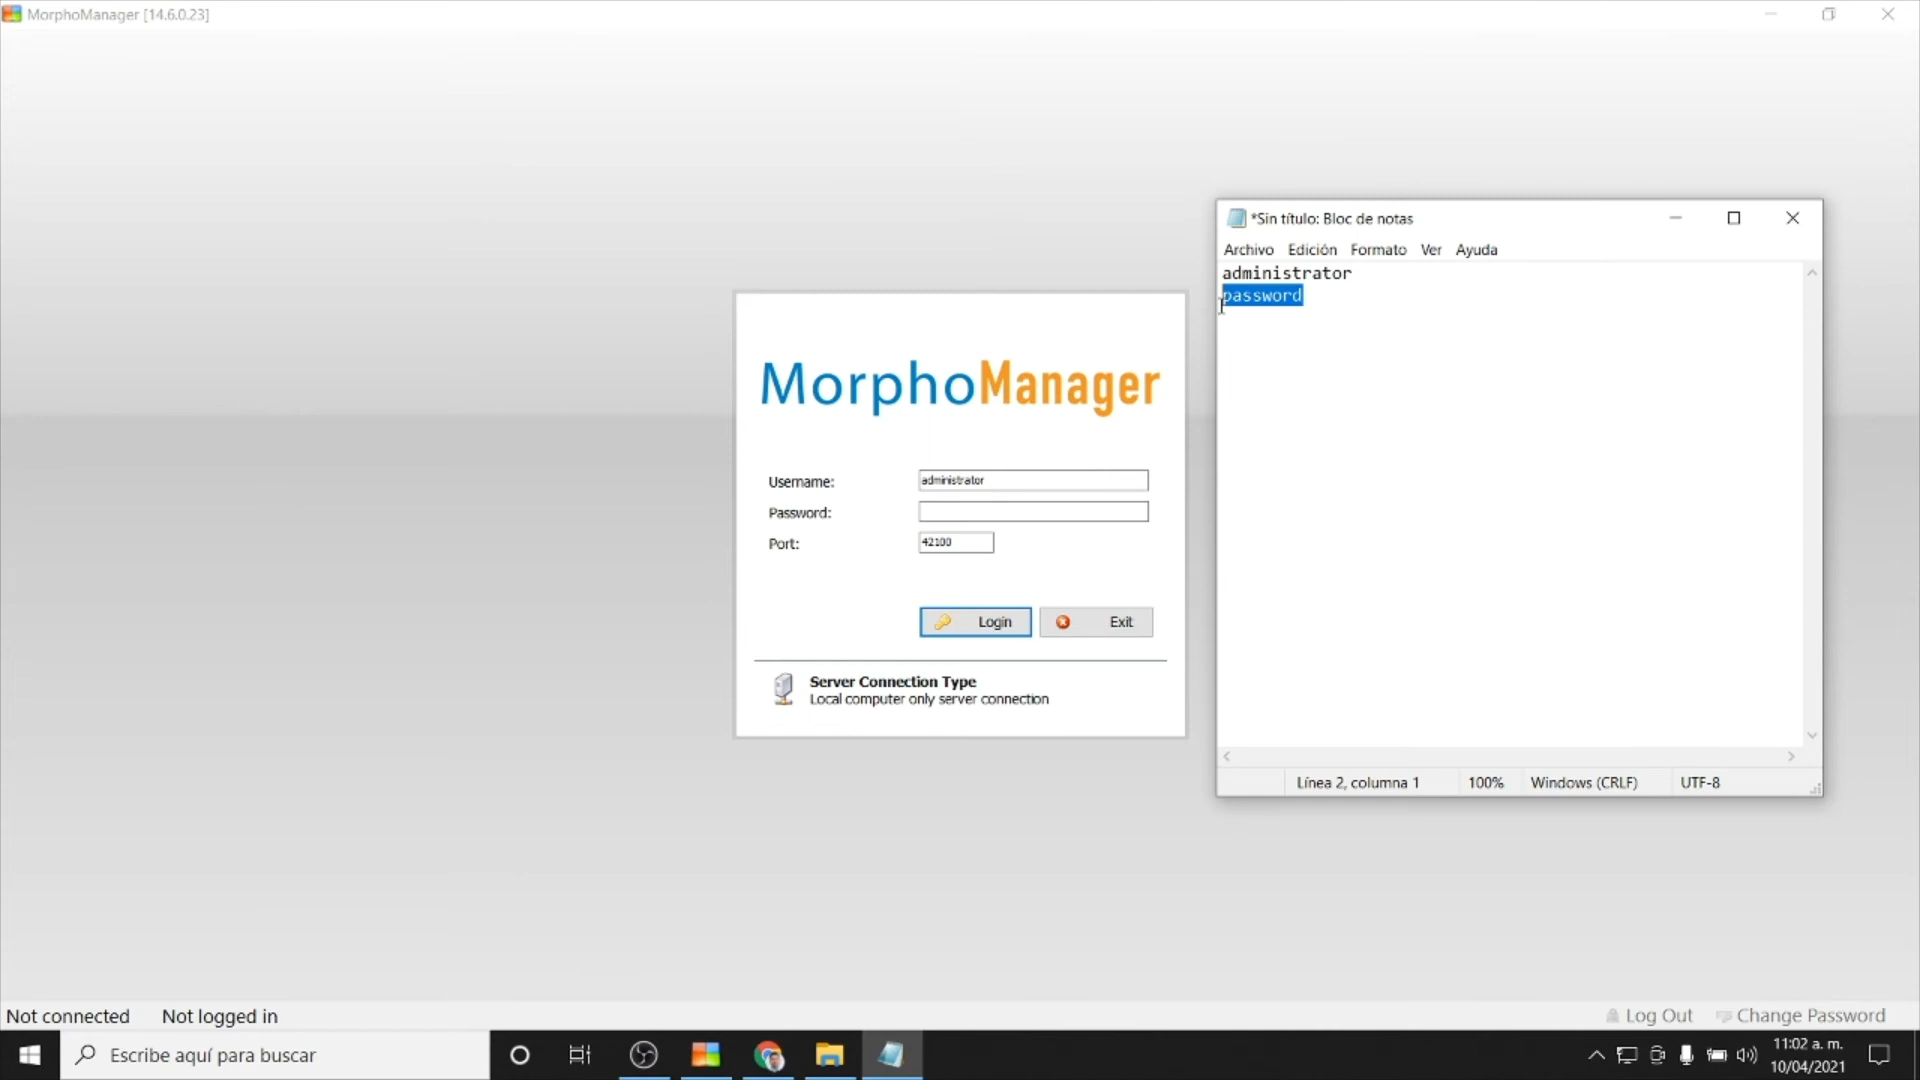 MorphoManager [14.6.0.23]
*Sin título: Bloc de notas
Archivo Edición Formato Ver Ayuda
administrator
password
MorphoManager
Username: administrator
Password:
Port: 42100
Login Exit
Server Connection Type
Local computer only server connection
Línea 2, columna 1 100% Windows (CRLF) UTF-8
Not connected Not logged in Log Out Change Password
Escribe aquí para buscar
11:02 a. m.
10/04/2021